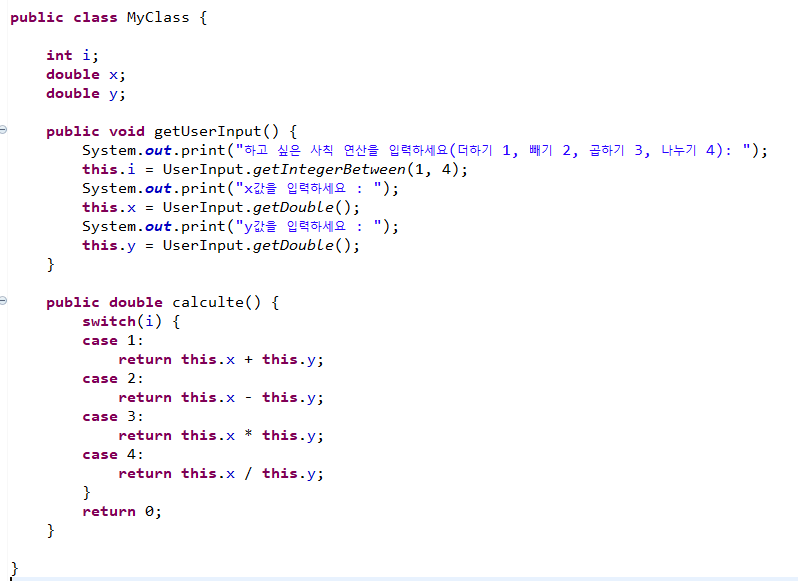 public class MyClass {
int i;
double x;
double y;
public void getUserInput() {
System.out.print("하고 싶은 사칙 연산을 입력하세요(더하기 1, 빼기 2, 곱하기 3, 나누기 4): ");
this.i = UserInput.getIntegerBetween(1, 4);
System.out.print("x값을 입력하세요 : ");
this.x = UserInput.getDouble();
System.out.print("y값을 입력하세요 : ");
this.y = UserInput.getDouble();
}
public double calculte() {
switch(i) {
case 1:
return this.x + this.y;
case 2:
return this.x - this.y;
case 3:
return this.x * this.y;
case 4:
return this.x / this.y;
}
return 0;
}
}